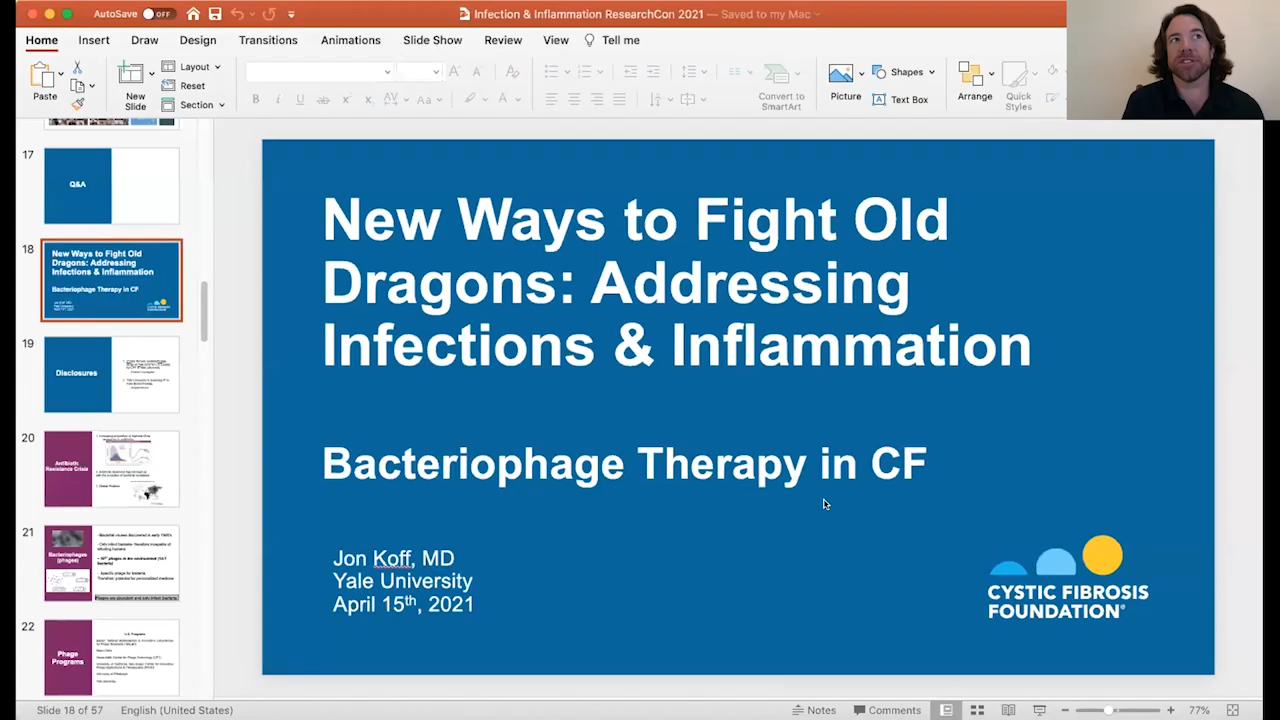 AutoSave OFF
Infection & Inflammation ResearchCon 2021 — Saved to my Mac
Home Insert Draw Design Transitions Animations Slide Show Review View Tell me
Paste
New Slide
Layout
Reset
Section
Convert to SmartArt
Picture
Shapes
Text Box
Arrange
Quick Styles
17
Q&A
18
New Ways to Fight Old
Dragons: Addressing
Infections & Inflammation
Bacteriophage Therapy in CF
19
Disclosures
20
Antibiotic
Resistance Crisis
21
Bacteriophages
(phages)
22
Phage
Programs
U.S. Programs
New Ways to Fight Old
Dragons: Addressing
Infections & Inflammation
Bacteriophage Therapy in CF
Jon Koff, MD
Yale University
April 15th, 2021
CYSTIC FIBROSIS
FOUNDATION®
Slide 18 of 57 English (United States) Notes Comments 77%